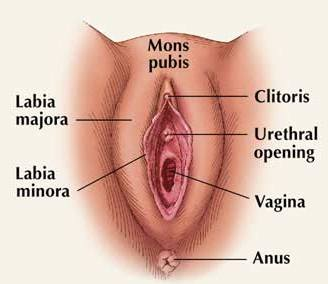 Mons
pubis
Clitoris
Labia
majora
Urethral
opening
Labia
minora
Vagina
Anus